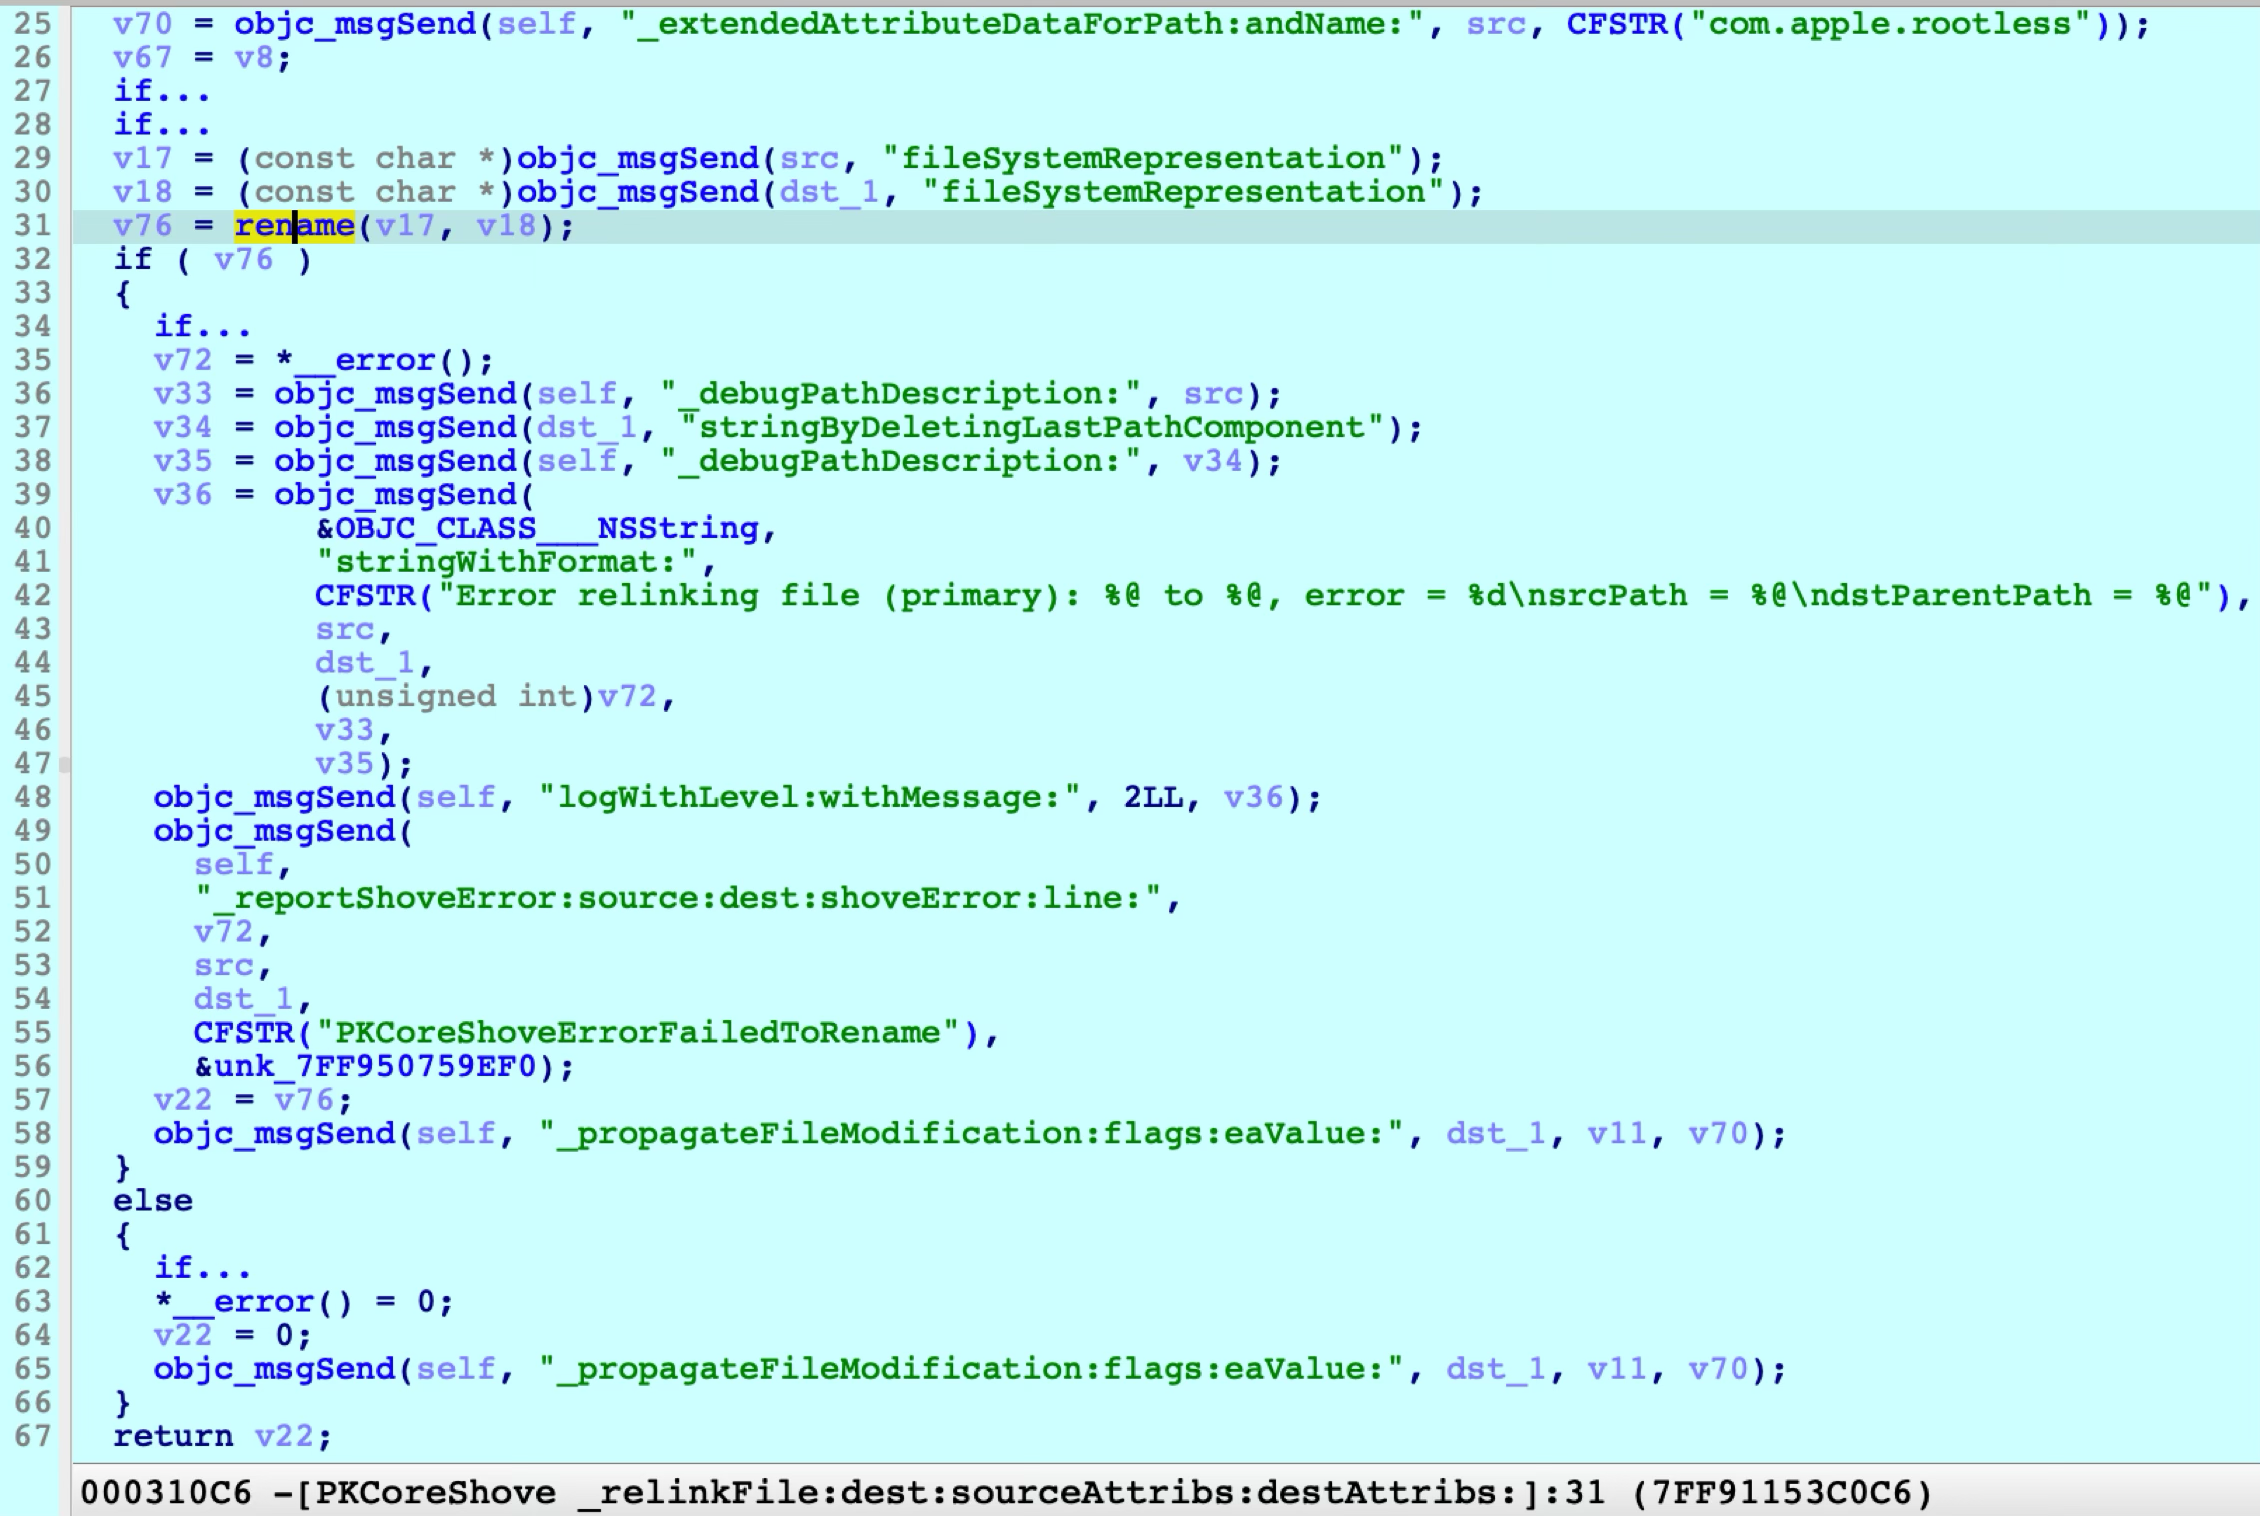 25 v70 = objc_msgSend(self, "_extendedAttributeDataForPath:andName:", src, CFSTR("com.apple.rootless"));
26 v67 = v8;
27 if...
28 if...
29 v17 = (const char *)objc_msgSend(src, "fileSystemRepresentation");
30 v18 = (const char *)objc_msgSend(dst_1, "fileSystemRepresentation");
31 v76 = rename(v17, v18);
32 if ( v76 )
33 {
34 if...
35 v72 = *__error();
36 v33 = objc_msgSend(self, "_debugPathDescription:", src);
37 v34 = objc_msgSend(dst_1, "stringByDeletingLastPathComponent");
38 v35 = objc_msgSend(self, "_debugPathDescription:", v34);
39 v36 = objc_msgSend(
40 &OBJC_CLASS___NSString,
41 "stringWithFormat:",
42 CFSTR("Error relinking file (primary): %@ to %@, error = %d\nsrcPath = %@\ndstParentPath = %@"),
43 src,
44 dst_1,
45 (unsigned int)v72,
46 v33,
47 v35);
48 objc_msgSend(self, "logWithLevel:withMessage:", 2LL, v36);
49 objc_msgSend(
50 self,
51 "_reportShoveError:source:dest:shoveError:line:",
52 v72,
53 src,
54 dst_1,
55 CFSTR("PKCoreShoveErrorFailedToRename"),
56 &unk_7FF950759EF0);
57 v22 = v76;
58 objc_msgSend(self, "_propagateFileModification:flags:eaValue:", dst_1, v11, v70);
59 }
60 else
61 {
62 if...
63 *__error() = 0;
64 v22 = 0;
65 objc_msgSend(self, "_propagateFileModification:flags:eaValue:", dst_1, v11, v70);
66 }
67 return v22;
000310C6 -[PKCoreShove _relinkFile:dest:sourceAttribs:destAttribs:]:31 (7FF91153C0C6)